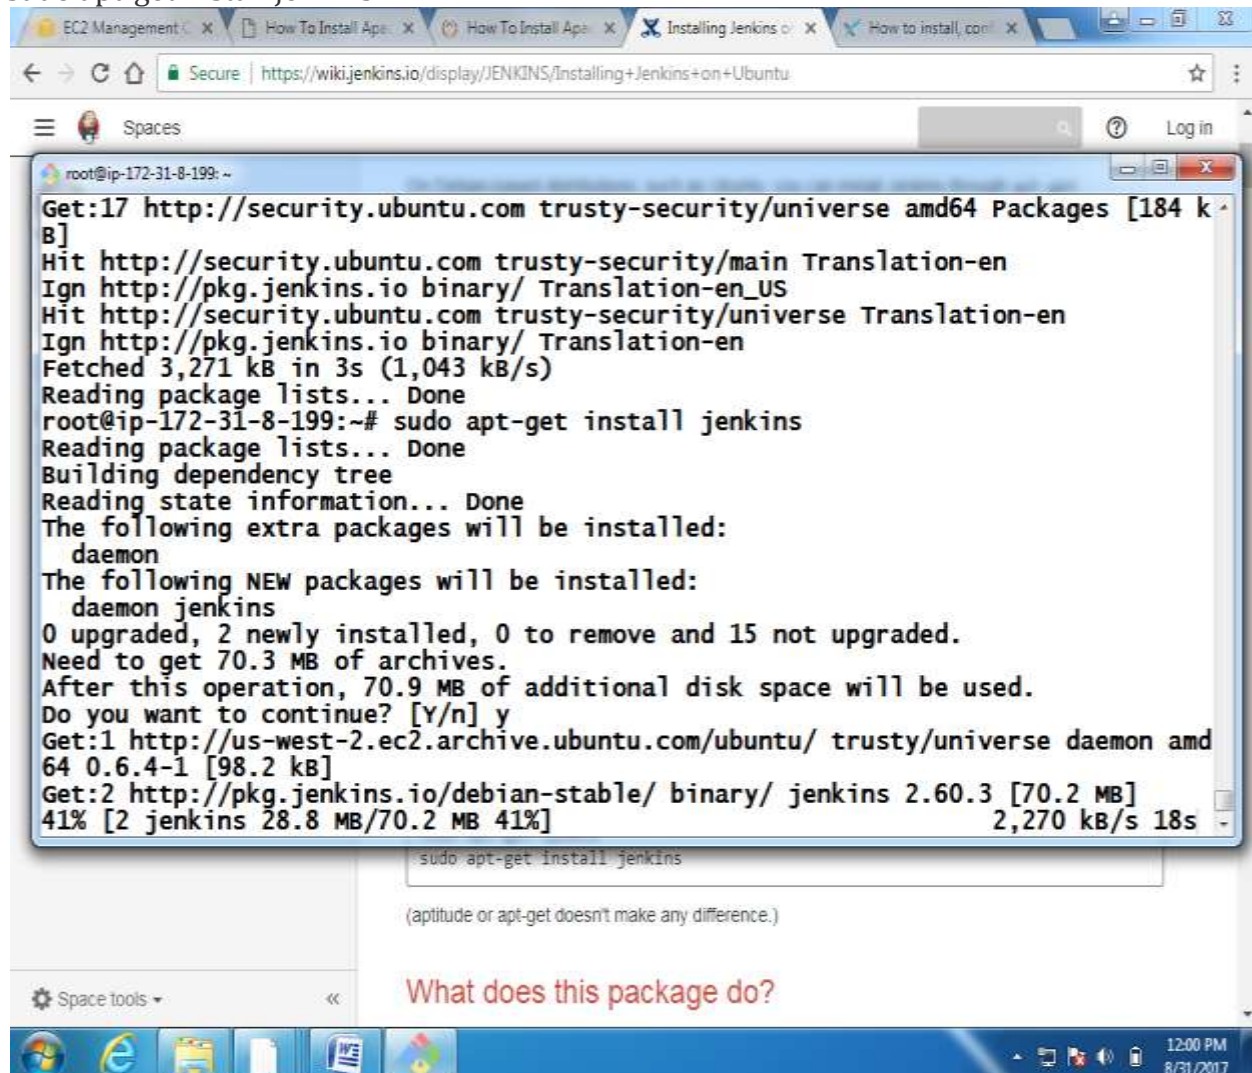 sudo apt-get install jenkins
EC2 Management C
How To Install Apa
How To Install Apa
Installing Jenkins o
How to install, conf
Secure | https://wiki.jenkins.io/display/JENKINS/Installing+Jenkins+on+Ubuntu
Spaces
Log in
root@ip-172-31-8-199: ~
Get:17 http://security.ubuntu.com trusty-security/universe amd64 Packages [184 k
B]
Hit http://security.ubuntu.com trusty-security/main Translation-en
Ign http://pkg.jenkins.io binary/ Translation-en_US
Hit http://security.ubuntu.com trusty-security/universe Translation-en
Ign http://pkg.jenkins.io binary/ Translation-en
Fetched 3,271 kB in 3s (1,043 kB/s)
Reading package lists... Done
root@ip-172-31-8-199:~# sudo apt-get install jenkins
Reading package lists... Done
Building dependency tree
Reading state information... Done
The following extra packages will be installed:
daemon
The following NEW packages will be installed:
daemon jenkins
0 upgraded, 2 newly installed, 0 to remove and 15 not upgraded.
Need to get 70.3 MB of archives.
After this operation, 70.9 MB of additional disk space will be used.
Do you want to continue? [Y/n] y
Get:1 http://us-west-2.ec2.archive.ubuntu.com/ubuntu/ trusty/universe daemon amd
64 0.6.4-1 [98.2 kB]
Get:2 http://pkg.jenkins.io/debian-stable/ binary/ jenkins 2.60.3 [70.2 MB]
41% [2 jenkins 28.8 MB/70.2 MB 41%] 2,270 kB/s 18s
sudo apt-get install jenkins
(aptitude or apt-get doesn't make any difference.)
Space tools
What does this package do?
12:00 PM
8/31/2017